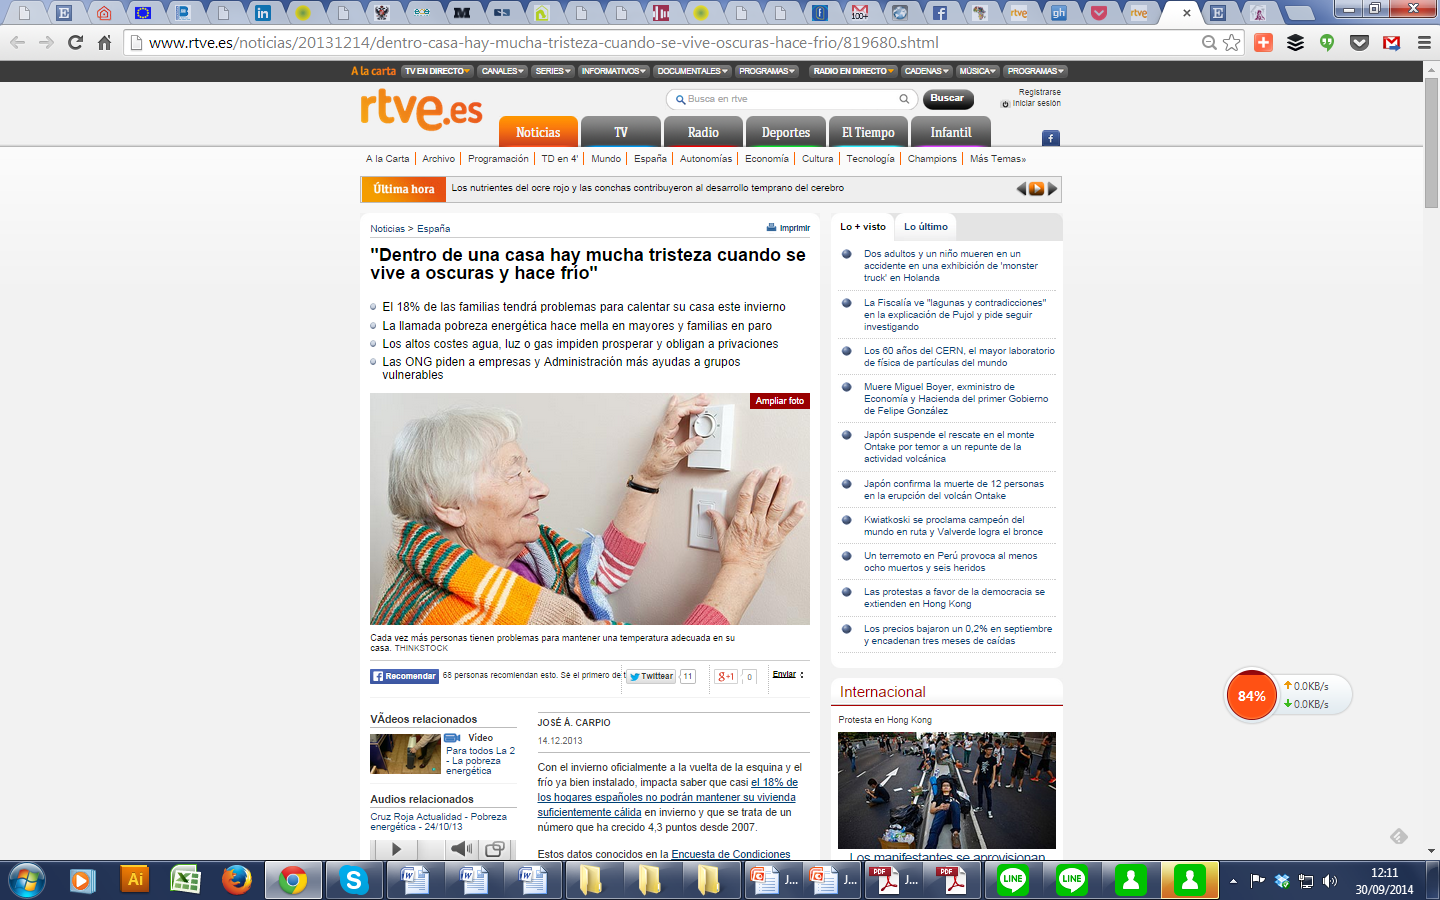 100+
rtve
gh
rtve
www.rtve.es/noticias/20131214/dentro-casa-hay-mucha-tristeza-cuando-se-vive-oscuras-hace-frio/819680.shtml
A la carta TV EN DIRECTO CANALES SERIES INFORMATIVOS DOCUMENTALES PROGRAMAS RADIO EN DIRECTO CADENAS MÚSICA PROGRAMAS
rtve.es
Busca en rtve
Buscar
Registrarse
Iniciar sesión
Noticias TV Radio Deportes El Tiempo Infantil
A la Carta Archivo Programación TD en 4' Mundo España Autonomías Economía Cultura Tecnología Champions Más Temas»
Última hora Los nutrientes del ocre rojo y las conchas contribuyeron al desarrollo temprano del cerebro
Noticias > España
Imprimir
"Dentro de una casa hay mucha tristeza cuando se
vive a oscuras y hace frío"
El 18% de las familias tendrá problemas para calentar su casa este invierno
La llamada pobreza energética hace mella en mayores y familias en paro
Los altos costes agua, luz o gas impiden prosperar y obligan a privaciones
Las ONG piden a empresas y Administración más ayudas a grupos
vulnerables
Ampliar foto
Cada vez más personas tienen problemas para mantener una temperatura adecuada en su
casa. THINKSTOCK
Recomendar 68 personas recomiendan esto. Sé el primero de t Twittear 11 g+1 0 Enviar :
VÃdeos relacionados
Vídeo
Para todos La 2
- La pobreza
energética
Audios relacionados
Cruz Roja Actualidad - Pobreza
energética - 24/10/13
JOSÉ Á. CARPIO
14.12.2013
Con el invierno oficialmente a la vuelta de la esquina y el
frío ya bien instalado, impacta saber que casi el 18% de
los hogares españoles no podrán mantener su vivienda
suficientemente cálida en invierno y que se trata de un
número que ha crecido 4,3 puntos desde 2007.
Estos datos conocidos en la Encuesta de Condiciones
Lo + visto Lo último
Dos adultos y un niño mueren en un
accidente en una exhibición de 'monster
truck' en Holanda
La Fiscalía ve "lagunas y contradicciones"
en la explicación de Pujol y pide seguir
investigando
Los 60 años del CERN, el mayor laboratorio
de física de partículas del mundo
Muere Miguel Boyer, exministro de
Economía y Hacienda del primer Gobierno
de Felipe González
Japón suspende el rescate en el monte
Ontake por temor a un repunte de la
actividad volcánica
Japón confirma la muerte de 12 personas
en la erupción del volcán Ontake
Kwiatkoski se proclama campeón del
mundo en ruta y Valverde logra el bronce
Un terremoto en Perú provoca al menos
ocho muertos y seis heridos
Las protestas a favor de la democracia se
extienden en Hong Kong
Los precios bajaron un 0,2% en septiembre
y encadenan tres meses de caídas
Internacional
Protesta en Hong Kong
Los manifestantes se aprovisionan
84%
0.0KB/s
0.0KB/s
Ai
J...
J...
J...
LINE
LINE
12:11
30/09/2014